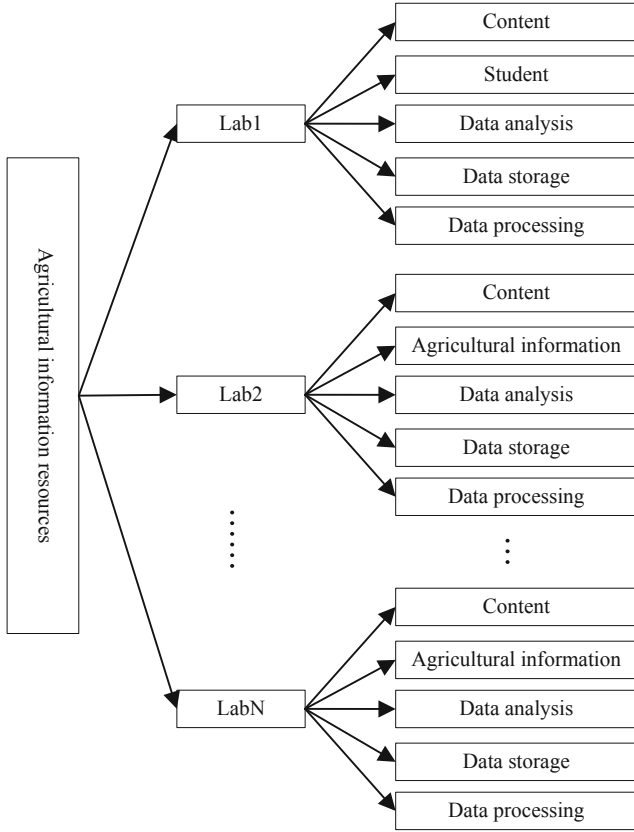 Agricultural information resources
Lab1
Content
Student
Data analysis
Data storage
Data processing
Lab2
Content
Agricultural information
Data analysis
Data storage
Data processing
......
...
LabN
Content
Agricultural information
Data analysis
Data storage
Data processing